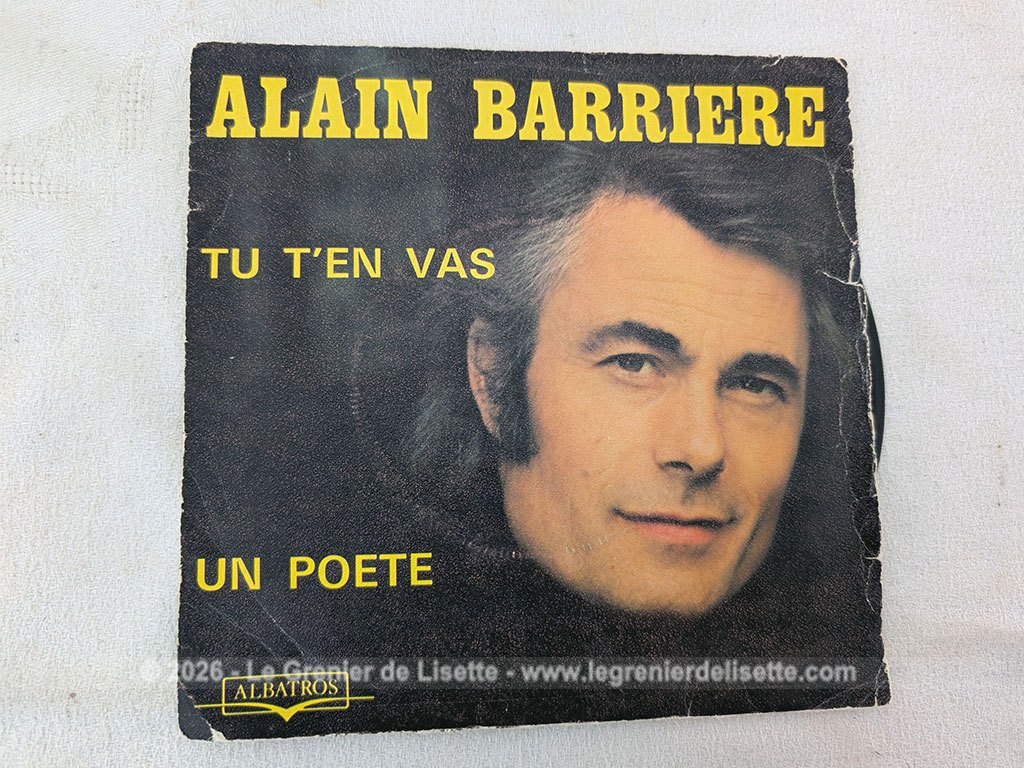 ALAIN BARRIERE
TU T'EN VAS
UN POETE
© 2026 - Le Grenier de Lisette - www.legrenierdelisette.com
ALBATROS